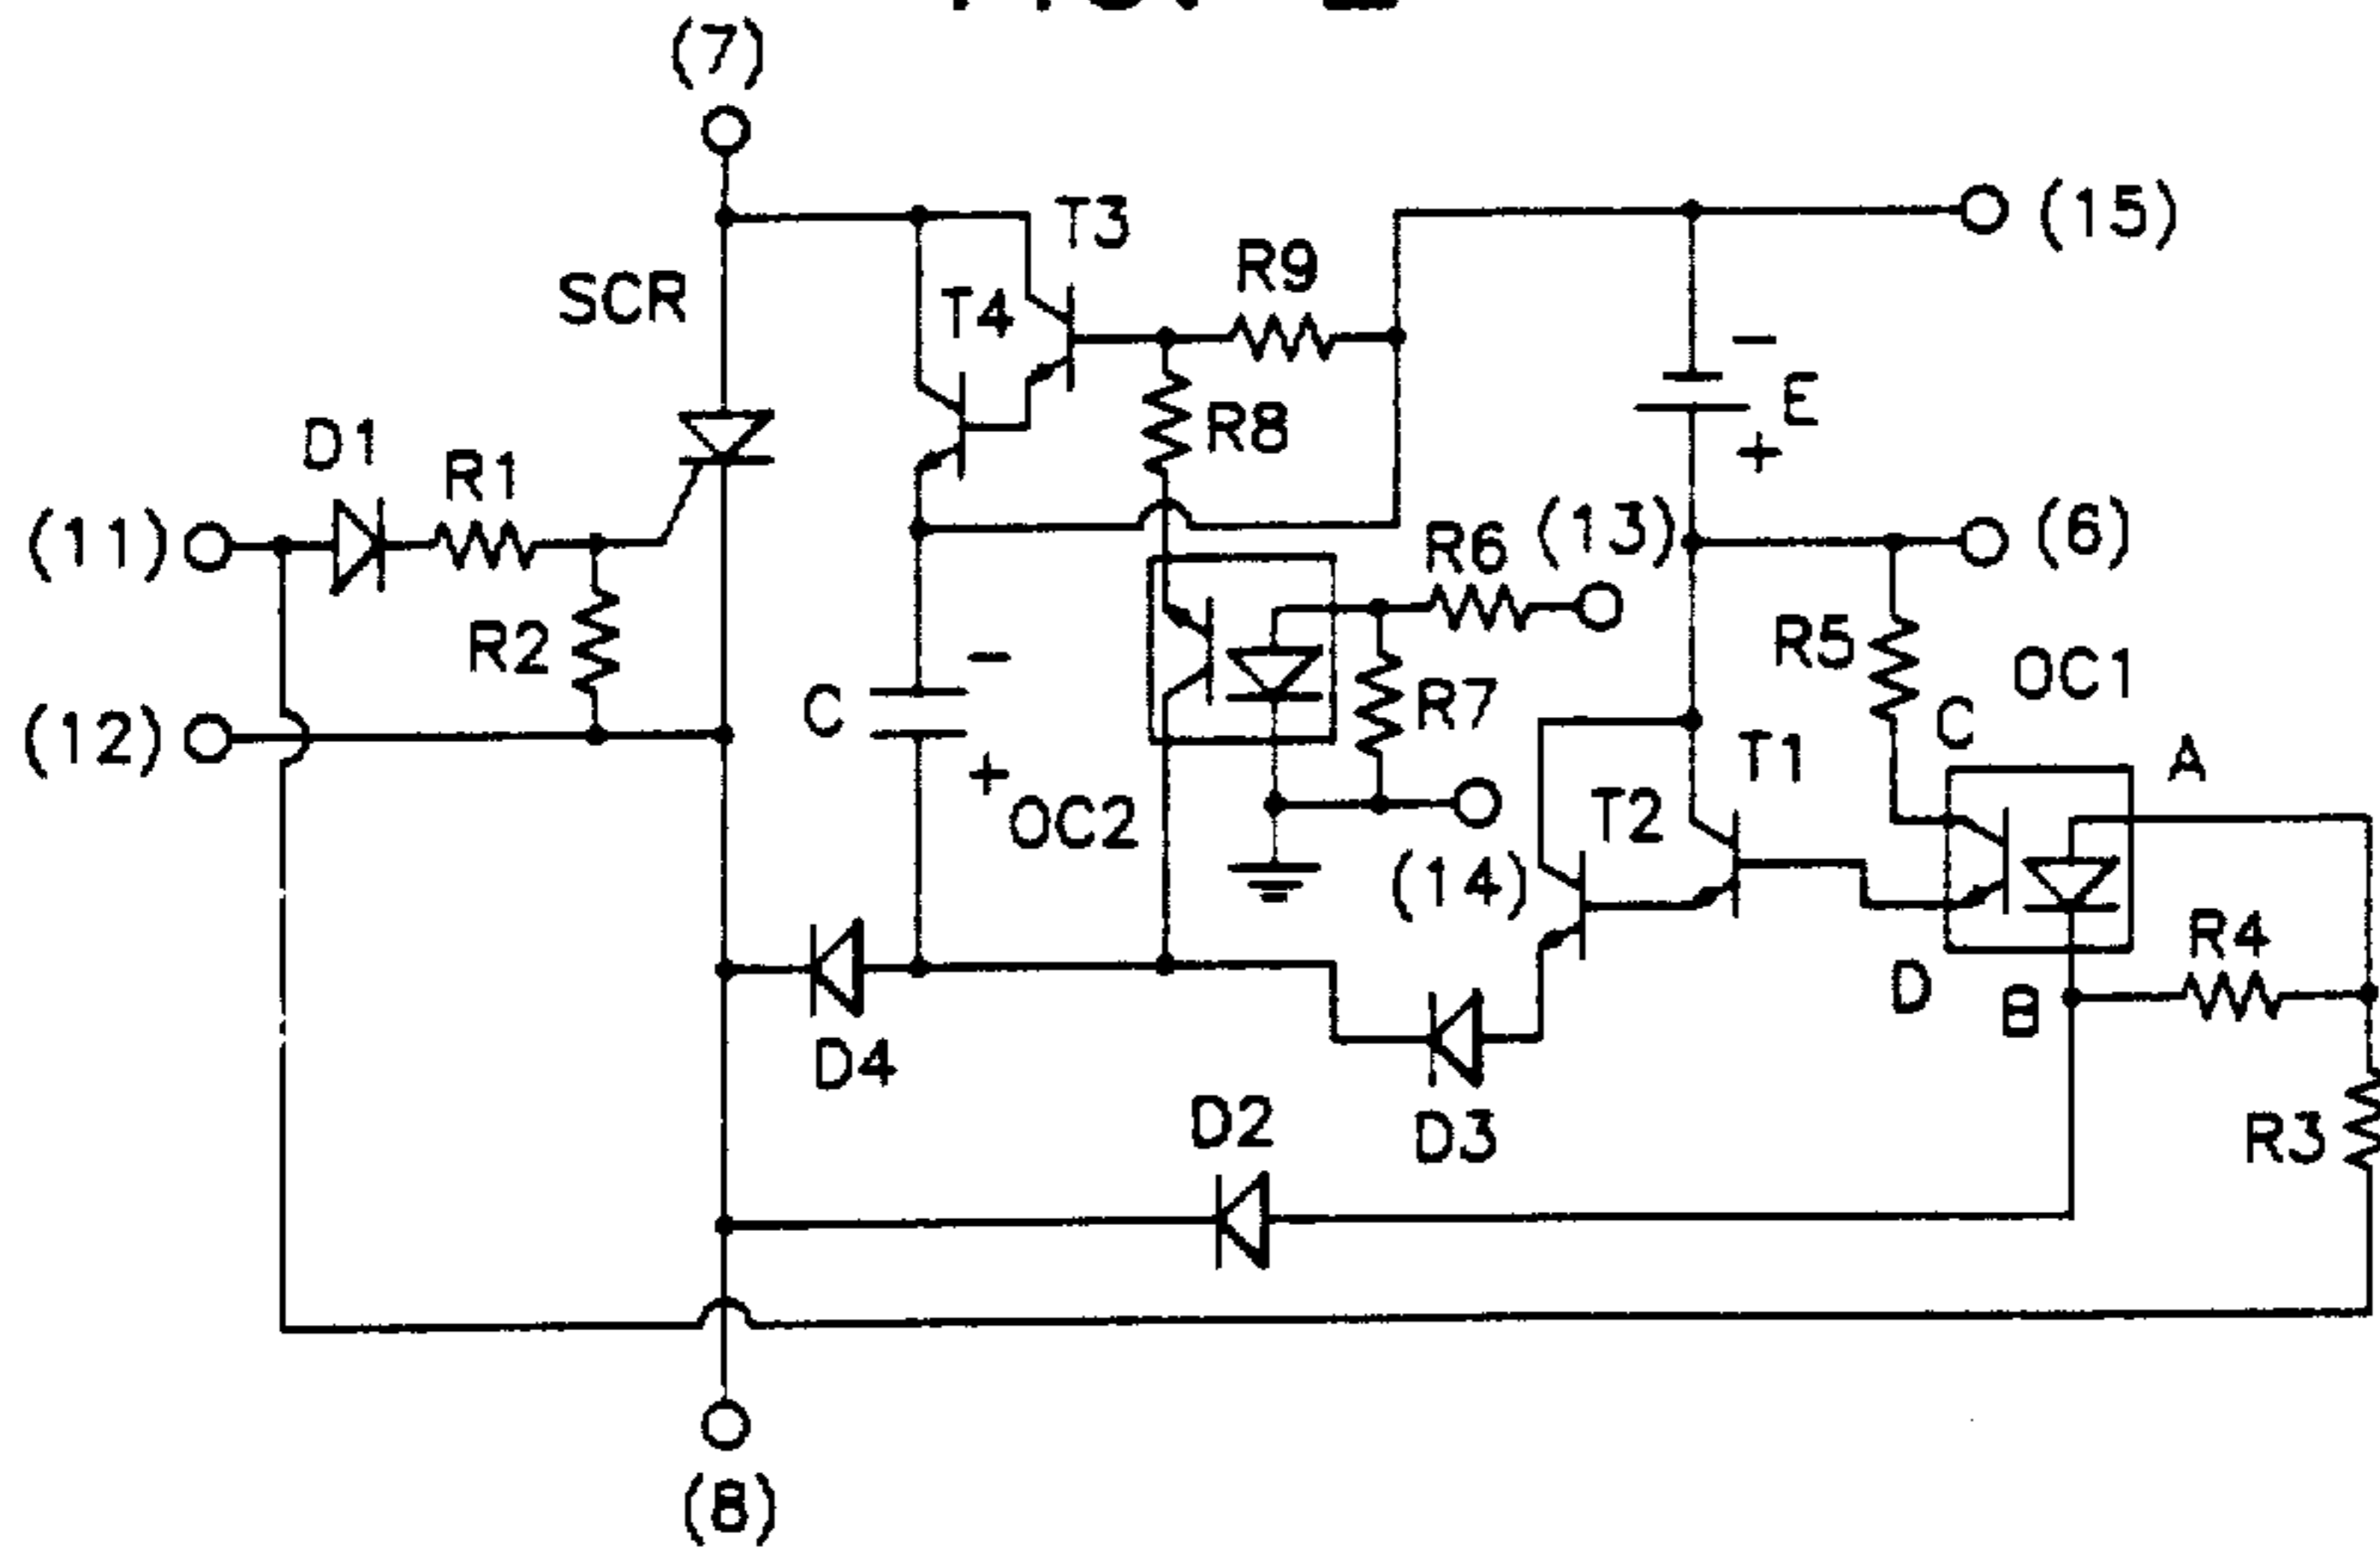 (7)
T3
(15)
R9
SCR
T4
−
E
R8
+
D1
R1
(11)
(13)
(6)
R6
R2
R5
OC1
−
C
R7
C
(12)
T1
A
+
OC2
T2
(14)
R4
D
B
D4
D2
D3
R3
(8)